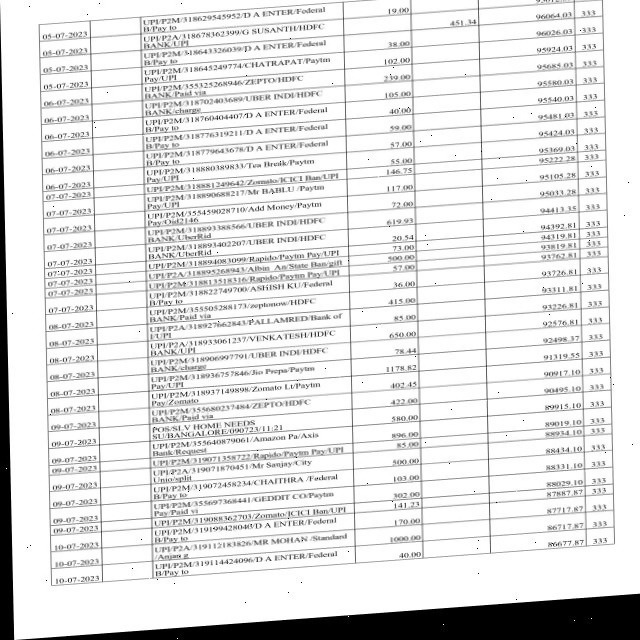 05-07-2023 UPI/P2M/318629545952/D A ENTER/Federal 19.00
B/Pay to
05-07-2023 UPI/P2A/318678362399/G SUSANTH/HDFC 451.34 96064.03 333
BANK/UPI
05-07-2023 UPI/P2M/318643326039/D A ENTER/Federal 38.00 96026.03 333
B/Pay to
05-07-2023 UPI/P2M/318645249774/CHATRAPAT/Paytm 102.00 95924.03 333
Pay/UPI
06-07-2023 UPI/P2M/355325268946/ZEPTO/HDFC 239.00 95685.03 333
BANK/Paid via
06-07-2023 UPI/P2M/318702403689/UBER INDI/HDFC 105.00 95580.03 333
BANK/charge
06-07-2023 UPI/P2M/318760404407/D A ENTER/Federal 40.00 95540.03 333
B/Pay to
06-07-2023 UPI/P2M/318776319211/D A ENTER/Federal 59.00 95481.03 333
B/Pay to
06-07-2023 UPI/P2M/318779643678/D A ENTER/Federal 57.00 95424.03 333
B/Pay to
06-07-2023 UPI/P2M/318880389833/Tea Break/Paytm 55.00 95369.03 333
Pay/UPI
07-07-2023 UPI/P2M/318881249642/Zomato/ICICI Ban/UPI 146.75 95222.28 333
07-07-2023 UPI/P2M/318890688217/Mr BABLU /Paytm 117.00 95105.28 333
Pay/UPI
07-07-2023 UPI/P2M/355459028710/Add Money/Paytm 72.00 95033.28 333
Pay/Oid2146
07-07-2023 UPI/P2M/318893388566/UBER INDI/HDFC 619.93 94413.35 333
BANK/UberRid
07-07-2023 UPI/P2M/318893402207/UBER INDI/HDFC 20.54 94392.81 333
BANK/UberRid
07-07-2023 UPI/P2M/318894083099/Rapido/Paytm Pay/UPI 73.00 94319.81 333
07-07-2023 UPI/P2A/318895268943/Albin An/State Ban/gift 500.00 93819.81 333
07-07-2023 UPI/P2M/318813518316/Rapido/Paytm Pay/UPI 57.00 93762.81 333
07-07-2023 UPI/P2M/318822749700/ASHISH KU/Federal 36.00 93726.81 333
B/Pay to
08-07-2023 UPI/P2M/355505288173/zeptonow/HDFC 415.00 93311.81 333
BANK/Paid via
08-07-2023 UPI/P2A/318927662843/PALLAMRED/Bank of 85.00 93226.81 333
I/UPI
08-07-2023 UPI/P2A/318933061237/VENKATESH/HDFC 650.00 92576.81 333
BANK/UPI
08-07-2023 UPI/P2M/318906997791/UBER INDI/HDFC 78.44 92498.37 333
BANK/charge
08-07-2023 UPI/P2M/318936757846/Jio Prepa/Paytm 1178.82 91319.55 333
Pay/UPI
08-07-2023 UPI/P2M/318937149898/Zomato Lt/Paytm 402.45 90917.10 333
Pay/Zomato
09-07-2023 UPI/P2M/355680237484/ZEPTO/HDFC 422.00 90495.10 333
BANK/Paid via
09-07-2023 POS/SLV HOME NEEDS 580.00 89915.10 333
SU/BANGALORE/090723/11:21
09-07-2023 UPI/P2M/355640879061/Amazon Pa/Axis 896.00 89019.10 333
Bank/Request
09-07-2023 UPI/P2M/319071358722/Rapido/Paytm Pay/UPI 85.00 88934.10 333
09-07-2023 UPI/P2A/319071870451/Mr Sanjay/City 500.00 88434.10 333
Unio/split
09-07-2023 UPI/P2M/319072458234/CHAITHRA /Federal 103.00 88331.10 333
B/Pay to
09-07-2023 UPI/P2M/355697368441/GEDDIT CO/Paytm 302.00 88029.10 333
Pay/Paid vi
09-07-2023 UPI/P2M/319088362703/Zomato/ICICI Ban/UPI 141.23 87887.87 333
10-07-2023 UPI/P2M/319199428040/D A ENTER/Federal 170.00 87717.87 333
B/Pay to
10-07-2023 UPI/P2A/319112183826/MR MOHAN /Standard 1000.00 86717.87 333
/Anjan g
10-07-2023 UPI/P2M/319114424096/D A ENTER/Federal 40.00 86677.87 333
B/Pay to